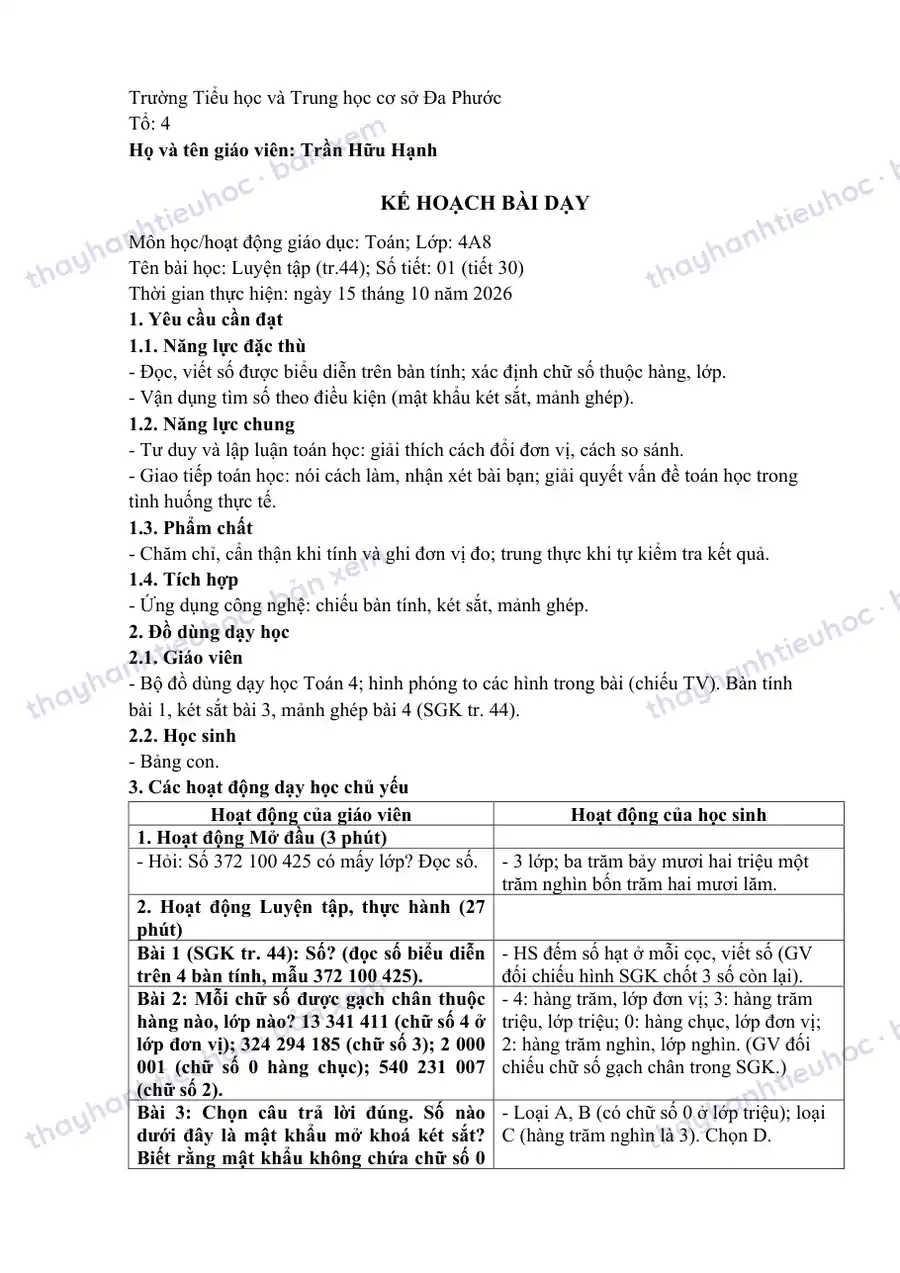 Trường Tiểu học và Trung học cơ sở Đa Phước
Tổ: 4
Họ và tên giáo viên: Trần Hữu Hạnh
KẾ HOẠCH BÀI DẠY
Môn học/hoạt động giáo dục: Toán; Lớp: 4A8
Tên bài học: Luyện tập (tr.44); Số tiết: 01 (tiết 30)
Thời gian thực hiện: ngày 15 tháng 10 năm 2026
1. Yêu cầu cần đạt
1.1. Năng lực đặc thù
- Đọc, viết số được biểu diễn trên bàn tính; xác định chữ số thuộc hàng, lớp.
- Vận dụng tìm số theo điều kiện (mật khẩu két sắt, mảnh ghép).
1.2. Năng lực chung
- Tư duy và lập luận toán học: giải thích cách đổi đơn vị, cách so sánh.
- Giao tiếp toán học: nói cách làm, nhận xét bài bạn; giải quyết vấn đề toán học trong
tình huống thực tế.
1.3. Phẩm chất
- Chăm chỉ, cẩn thận khi tính và ghi đơn vị đo; trung thực khi tự kiểm tra kết quả.
1.4. Tích hợp
- Ứng dụng công nghệ: chiếu bàn tính, két sắt, mảnh ghép.
2. Đồ dùng dạy học
2.1. Giáo viên
- Bộ đồ dùng dạy học Toán 4; hình phóng to các hình trong bài (chiếu TV). Bàn tính
bài 1, két sắt bài 3, mảnh ghép bài 4 (SGK tr. 44).
2.2. Học sinh
- Bảng con.
3. Các hoạt động dạy học chủ yếu
Hoạt động của giáo viên
Hoạt động của học sinh
1. Hoạt động Mở đầu (3 phút)
- Hỏi: Số 372 100 425 có mấy lớp? Đọc số.
- 3 lớp; ba trăm bảy mươi hai triệu một
trăm nghìn bốn trăm hai mươi lăm.
2. Hoạt động Luyện tập, thực hành (27
phút)
Bài 1 (SGK tr. 44): Số? (đọc số biểu diễn
trên 4 bàn tính, mẫu 372 100 425).
- HS đếm số hạt ở mỗi cọc, viết số (GV
đối chiếu hình SGK chốt 3 số còn lại).
Bài 2: Mỗi chữ số được gạch chân thuộc
hàng nào, lớp nào? 13 341 411 (chữ số 4 ở
lớp đơn vị); 324 294 185 (chữ số 3); 2 000
001 (chữ số 0 hàng chục); 540 231 007
(chữ số 2).
- 4: hàng trăm, lớp đơn vị; 3: hàng trăm
triệu, lớp triệu; 0: hàng chục, lớp đơn vị;
2: hàng trăm nghìn, lớp nghìn. (GV đối
chiếu chữ số gạch chân trong SGK.)
Bài 3: Chọn câu trả lời đúng. Số nào
dưới đây là mật khẩu mở khoá két sắt?
Biết rằng mật khẩu không chứa chữ số 0
- Loại A, B (có chữ số 0 ở lớp triệu); loại
C (hàng trăm nghìn là 3). Chọn D.
thayhanhtieuhoc · bản xem
thayhanhtieuhoc · b
thayhanhtieuhoc · bản xem
thayhanhtieuhoc · b
thayhanhtieuhoc · bản xem
thayhanhtieuhoc · b